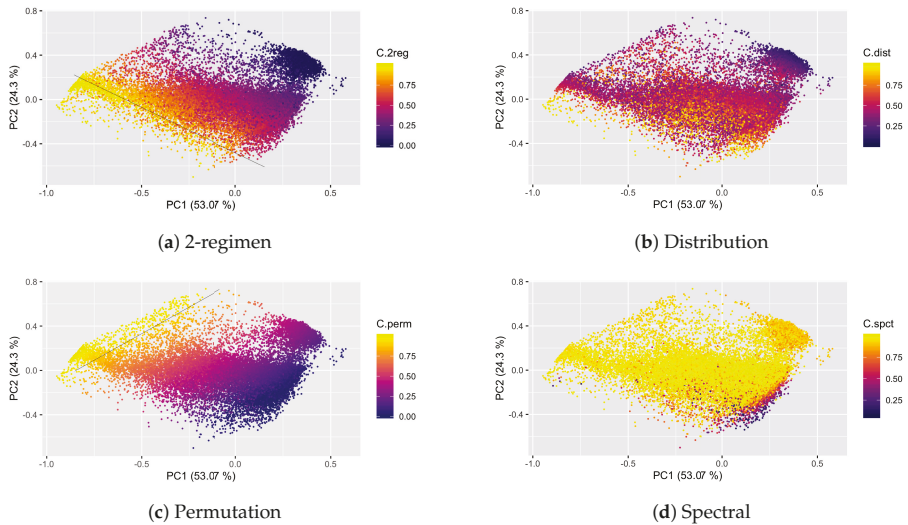 0.8
0.4
0.0
-0.4
PC2 (24.3 %)
-1.0 -0.5 0.0 0.5
PC1 (53.07 %)
C.2reg
0.75
0.50
0.25
0.00
(a) 2-regimen
0.8
0.4
0.0
-0.4
PC2 (24.3 %)
-1.0 -0.5 0.0 0.5
PC1 (53.07 %)
C.dist
0.75
0.50
0.25
(b) Distribution
0.8
0.4
0.0
-0.4
PC2 (24.3 %)
-1.0 -0.5 0.0 0.5
PC1 (53.07 %)
C.perm
0.75
0.50
0.25
0.00
(c) Permutation
0.8
0.4
0.0
-0.4
PC2 (24.3 %)
-1.0 -0.5 0.0 0.5
PC1 (53.07 %)
C.spct
0.75
0.50
0.25
(d) Spectral